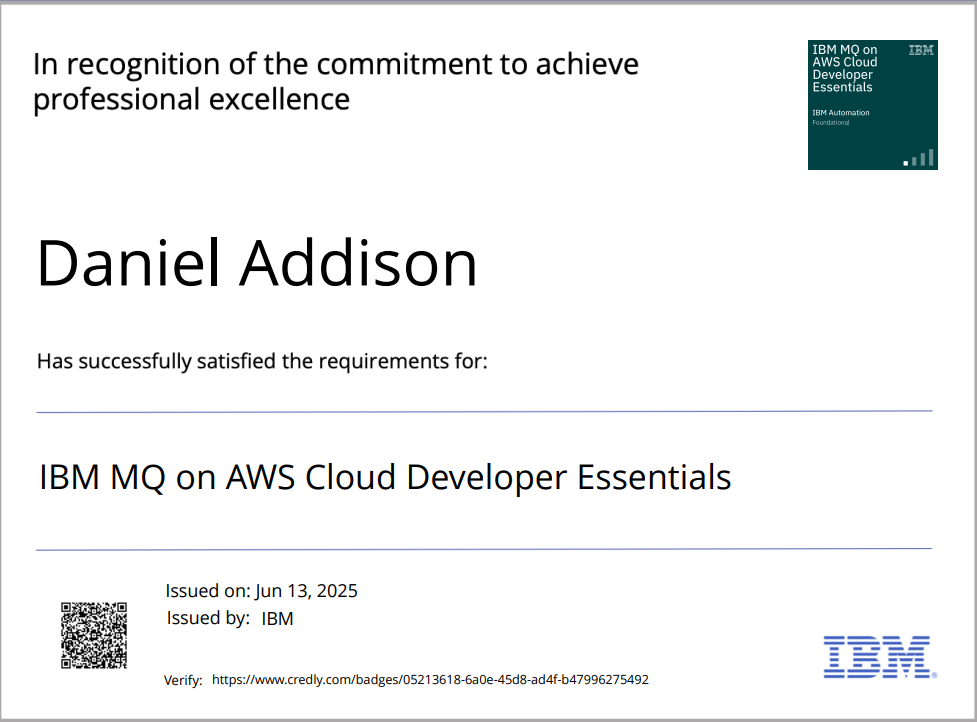 In recognition of the commitment to achieve
professional excellence
IBM MQ on
AWS Cloud
Developer
Essentials
IBM
IBM Automation
Foundational
Daniel Addison
Has successfully satisfied the requirements for:
IBM MQ on AWS Cloud Developer Essentials
Issued on: Jun 13, 2025
Issued by: IBM
Verify: https://www.credly.com/badges/05213618-6a0e-45d8-ad4f-b47996275492
IBM®